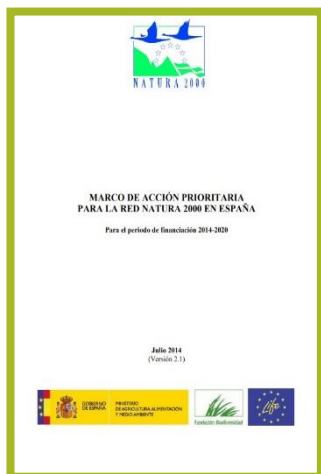 NATURA 2000
MARCO DE ACCIÓN PRIORITARIA
PARA LA RED NATURA 2000 EN ESPAÑA
Para el periodo de financiación 2014-2020
Julio 2014
(Versión 2.1)
GOBIERNO
DE ESPAÑA
MINISTERIO
DE AGRICULTURA, ALIMENTACIÓN
Y MEDIO AMBIENTE
Fundación Biodiversidad
Life